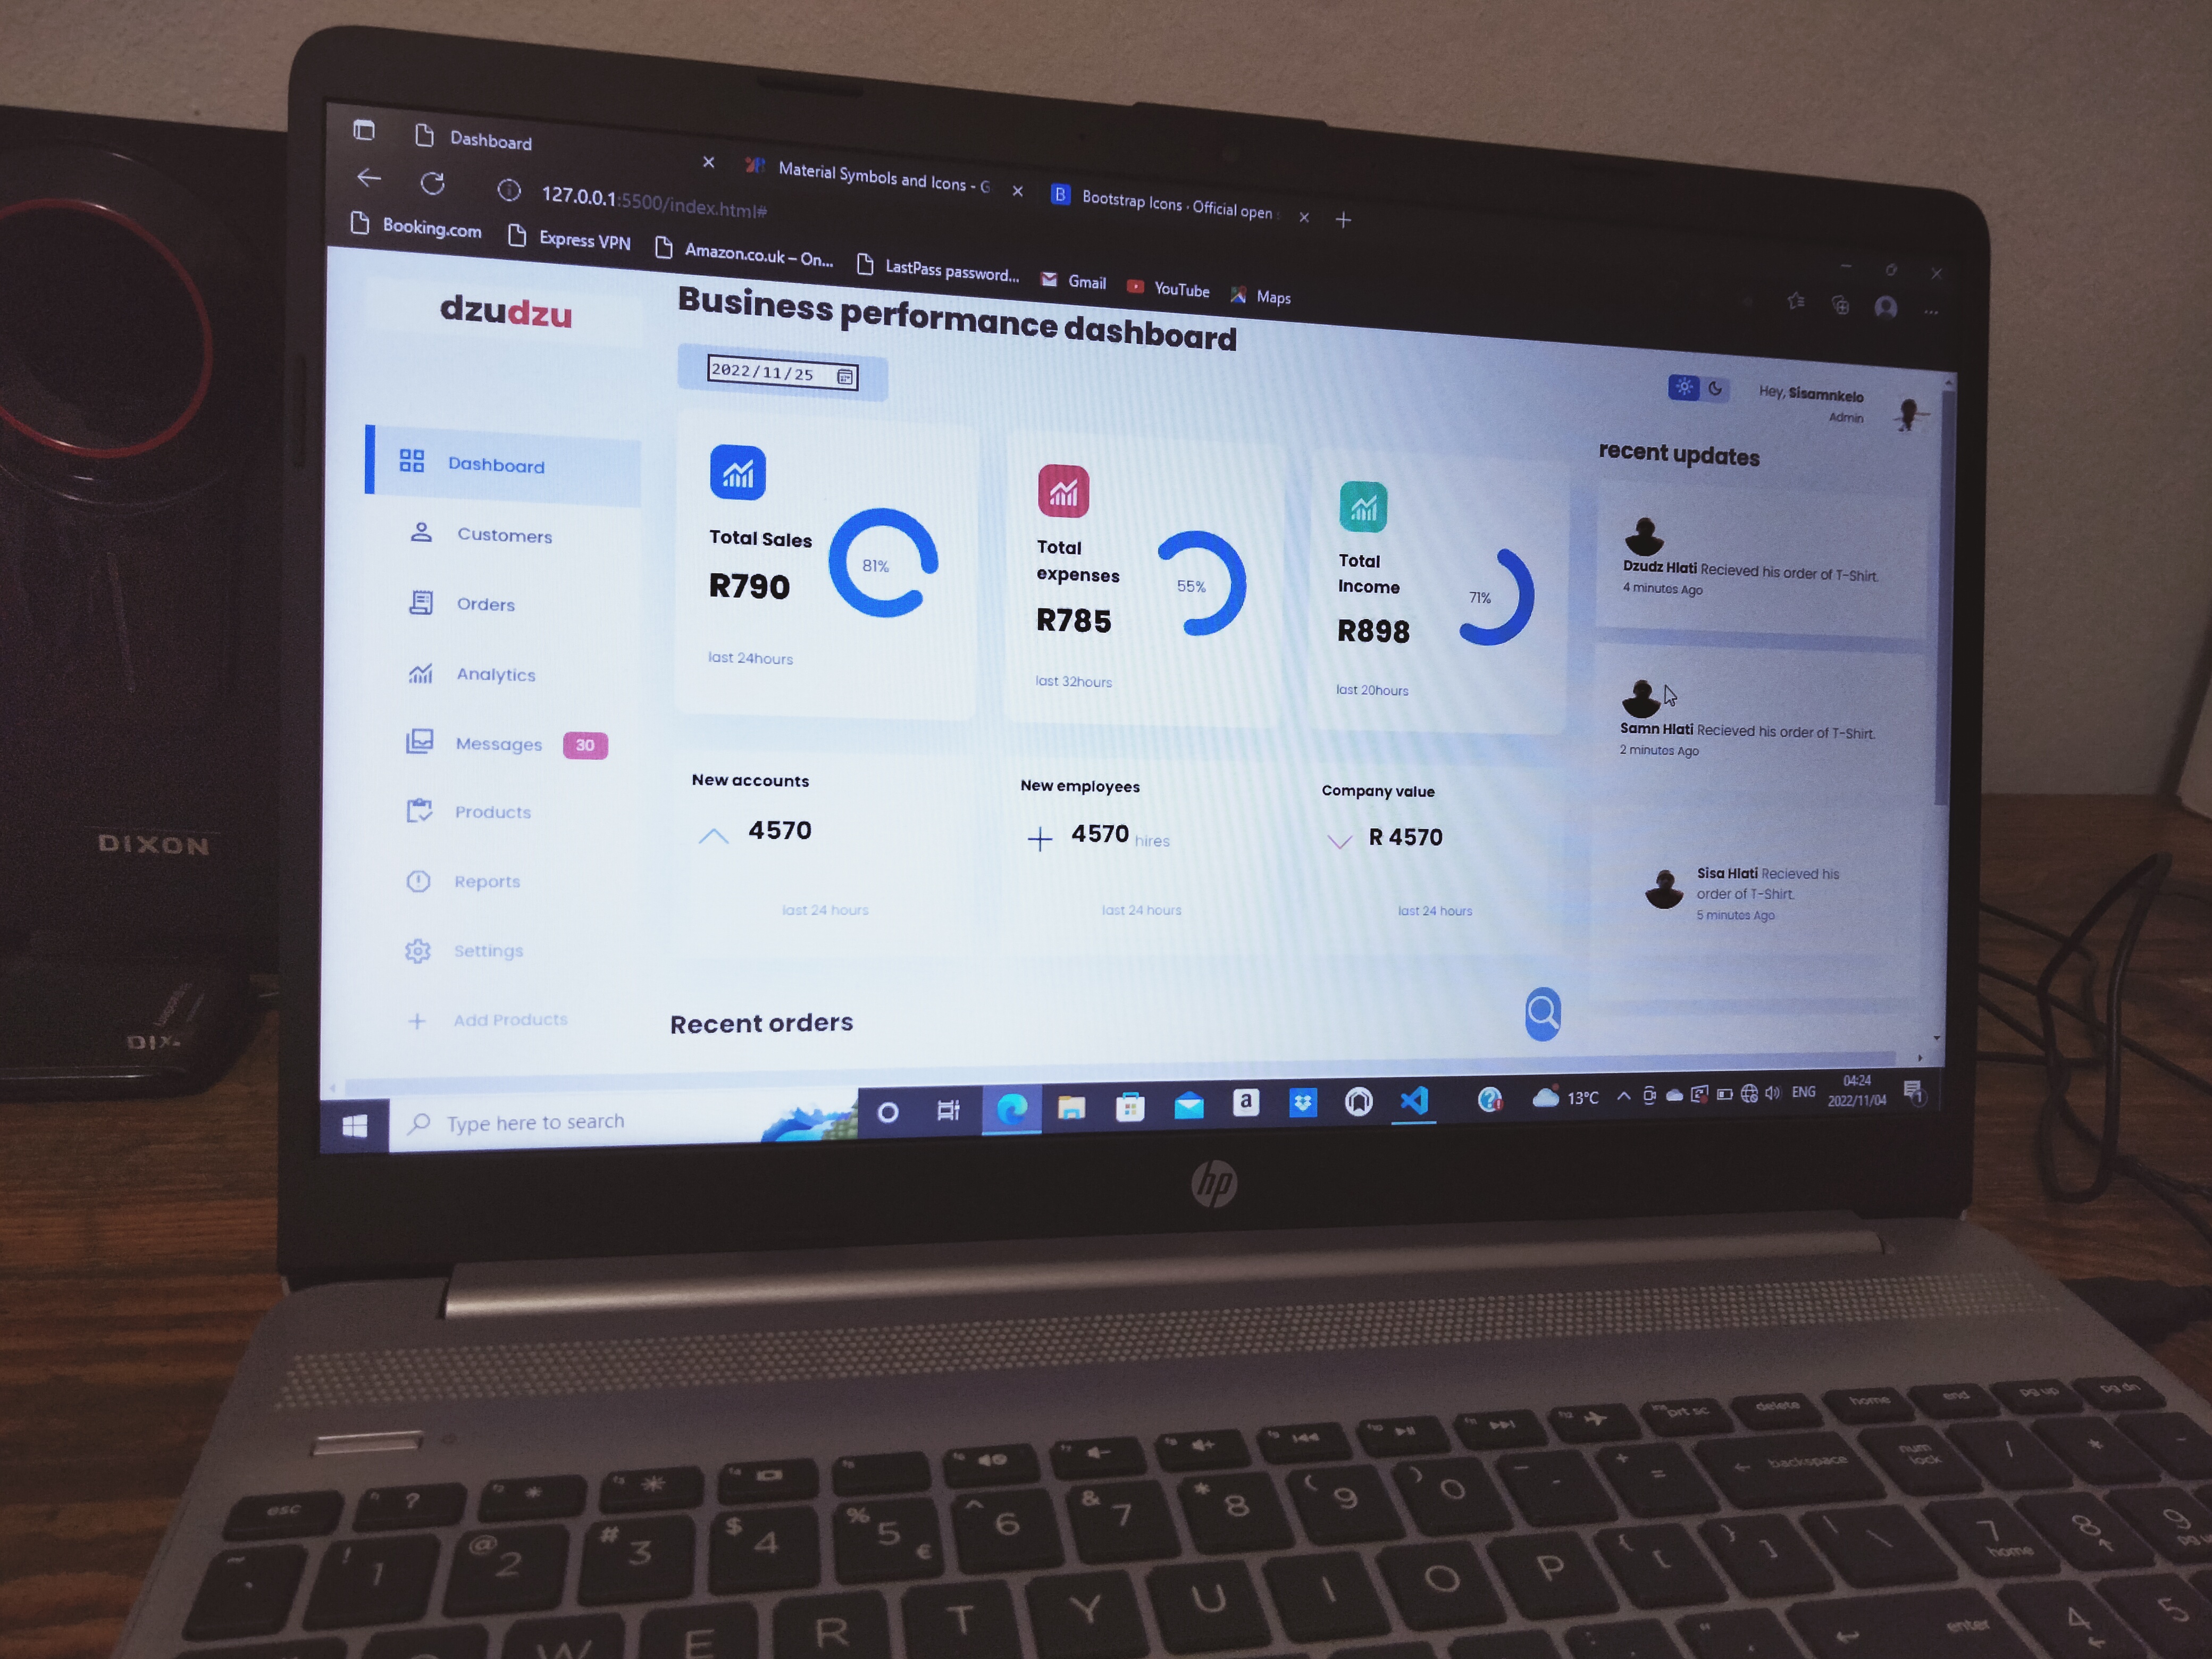 Dashboard
Material Symbols and Icons - G
Bootstrap Icons · Official open
127.0.0.1:5500/index.html#
Booking.com
Express VPN
Amazon.co.uk – On...
LastPass password...
Gmail
YouTube
Maps
dzudzu
Business performance dashboard
2022/11/25
Hey, Sisamnkelo
Admin
Dashboard
Customers
Orders
Analytics
Messages 30
Products
Reports
Settings
Add Products
Total Sales
R790
81%
last 24hours
Total
expenses
R785
55%
last 32hours
Total
Income
R898
71%
last 20hours
New accounts
4570
last 24 hours
New employees
4570 hires
last 24 hours
Company value
R 4570
last 24 hours
Recent orders
recent updates
Dzudz Hlati Recieved his order of T-Shirt.
4 minutes Ago
Samn Hlati Recieved his order of T-Shirt.
2 minutes Ago
Sisa Hlati Recieved his
order of T-Shirt.
5 minutes Ago
Type here to search
13°C
ENG
04:24
2022/11/04
1
hp
DIXON
esc
prt sc
delete
home
end
pg up
pg dn
~ ! 1 @ 2 # 3 $ 4 % 5 € ^ 6 & 7 * 8 ( 9 ) 0 _ - + = backspace
num
lock
/ * -
W E R T Y U I O P { [ } ] | \
7
home
8
9
enter
4
5